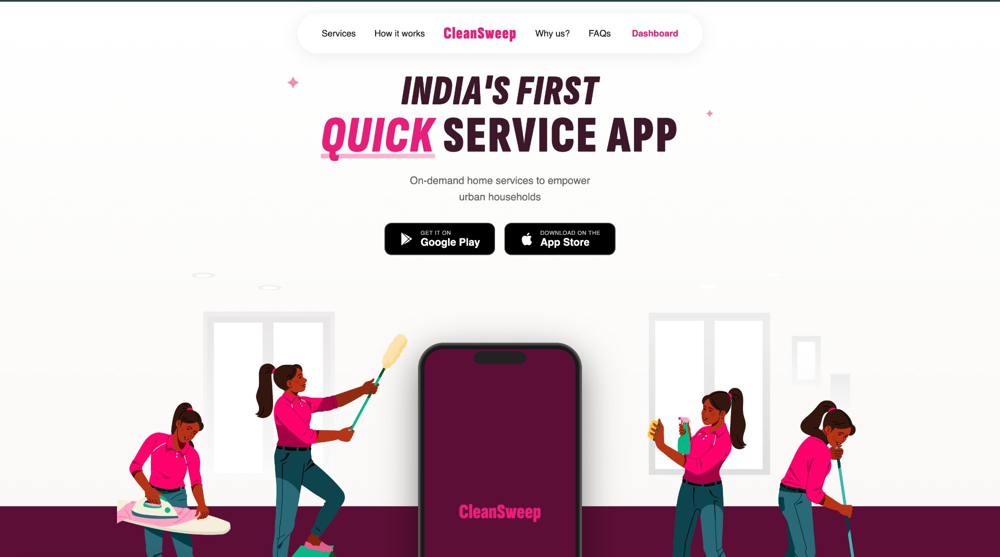 Services How it works CleanSweep Why us? FAQs Dashboard
INDIA'S FIRST
QUICK SERVICE APP
On-demand home services to empower
urban households
GET IT ON
Google Play
DOWNLOAD ON THE
App Store
CleanSweep